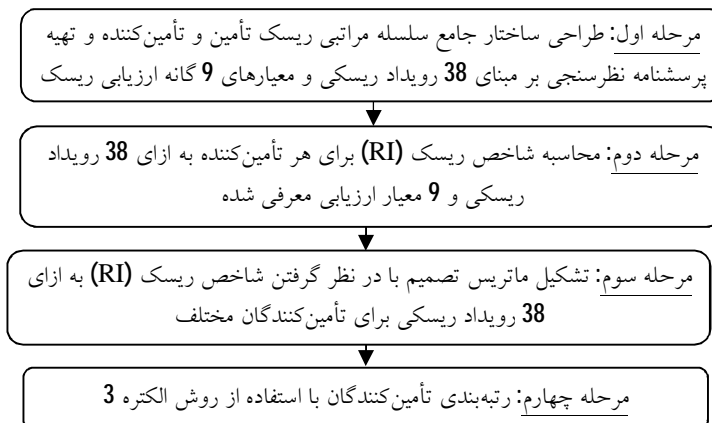 مرحله اول: طراحی ساختار جامع سلسله مراتبی ریسک تأمین و تأمین‌کننده و تهیه
پرسشنامه نظرسنجی بر مبنای 38 رویداد ریسکی و معیارهای 9 گانه ارزیابی ریسک
مرحله دوم: محاسبه شاخص ریسک (RI) برای هر تأمین‌کننده به ازای 38 رویداد
ریسکی و 9 معیار ارزیابی معرفی شده
مرحله سوم: تشکیل ماتریس تصمیم با در نظر گرفتن شاخص ریسک (RI) به ازای
38 رویداد ریسکی برای تأمین‌کنندگان مختلف
مرحله چهارم: رتبه‌بندی تأمین‌کنندگان با استفاده از روش الکتره 3